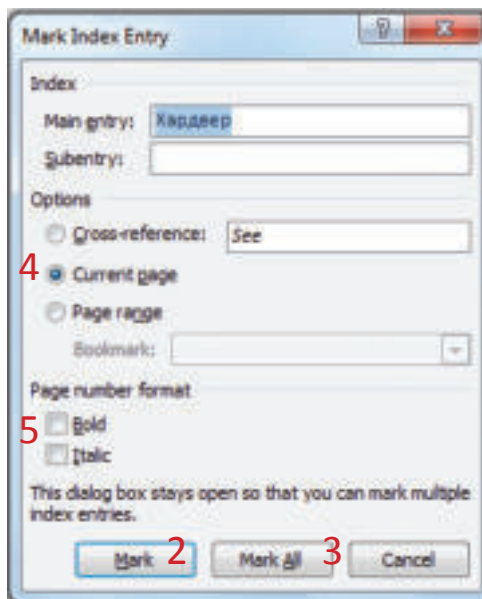 Mark Index Entry
Index
Main entry: Хардвер
Subentry:
Options
Cross-reference: See
4 Current page
Page range
Bookmark:
Page number format
5 Bold
Italic
This dialog box stays open so that you can mark multiple
index entries.
Mark 2 Mark All 3 Cancel